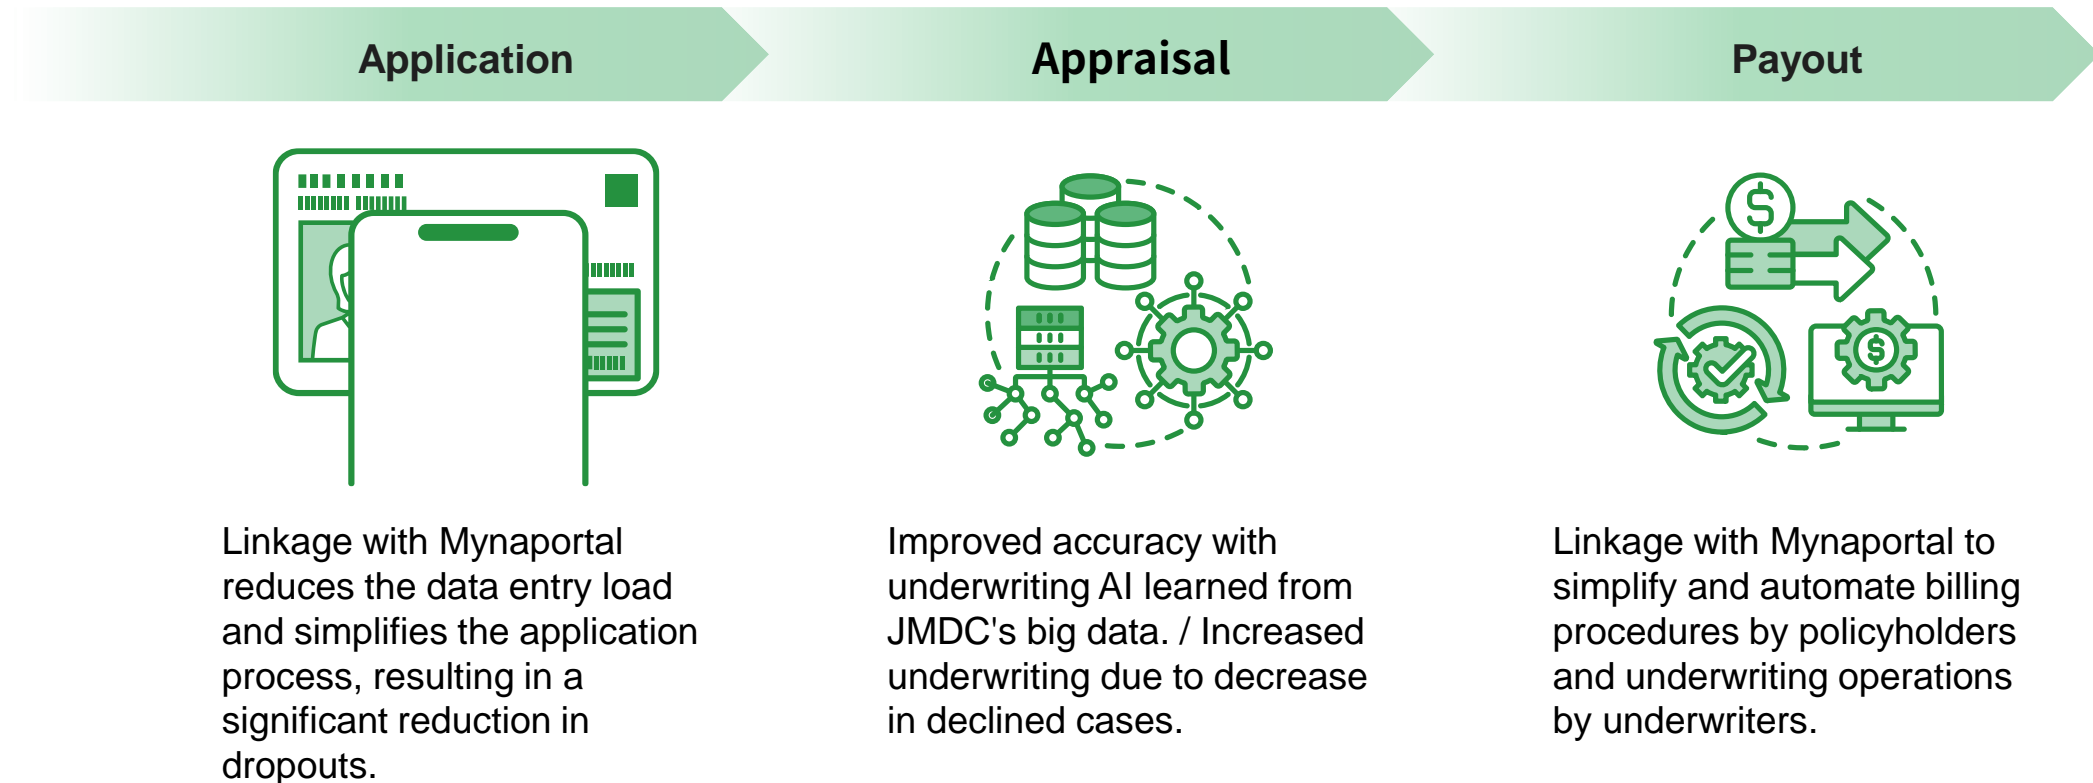 Application
Appraisal
Payout
Linkage with Mynaportal
reduces the data entry load
and simplifies the application
process, resulting in a
significant reduction in
dropouts.
Improved accuracy with
underwriting AI learned from
JMDC's big data. / Increased
underwriting due to decrease
in declined cases.
Linkage with Mynaportal to
simplify and automate billing
procedures by policyholders
and underwriting operations
by underwriters.